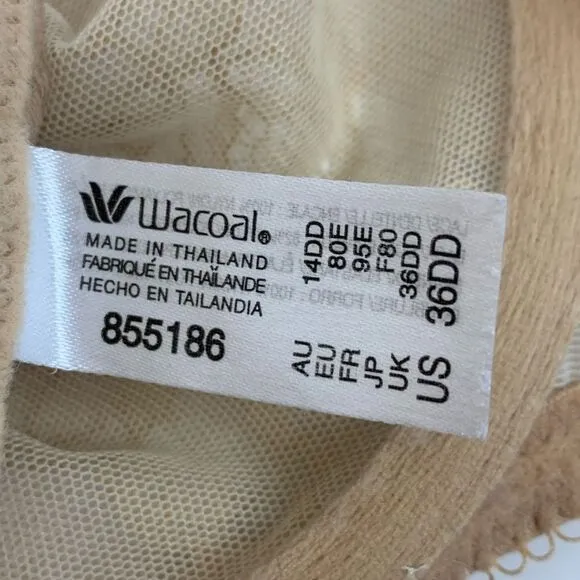 Wacoal®
MADE IN THAILAND
FABRIQUÉ EN THAÏLANDE
HECHO EN TAILANDIA
855186
AU 14DD
EU 80E
FR 95E
JP F80
UK 36DD
US 36DD